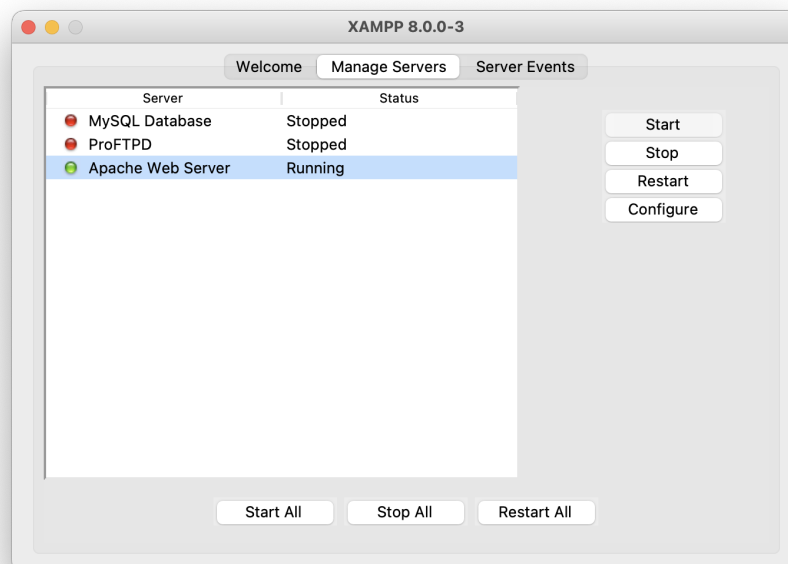 XAMPP 8.0.0-3
Welcome Manage Servers Server Events
Server Status
MySQL Database Stopped
ProFTPD Stopped
Apache Web Server Running
Start
Stop
Restart
Configure
Start All Stop All Restart All